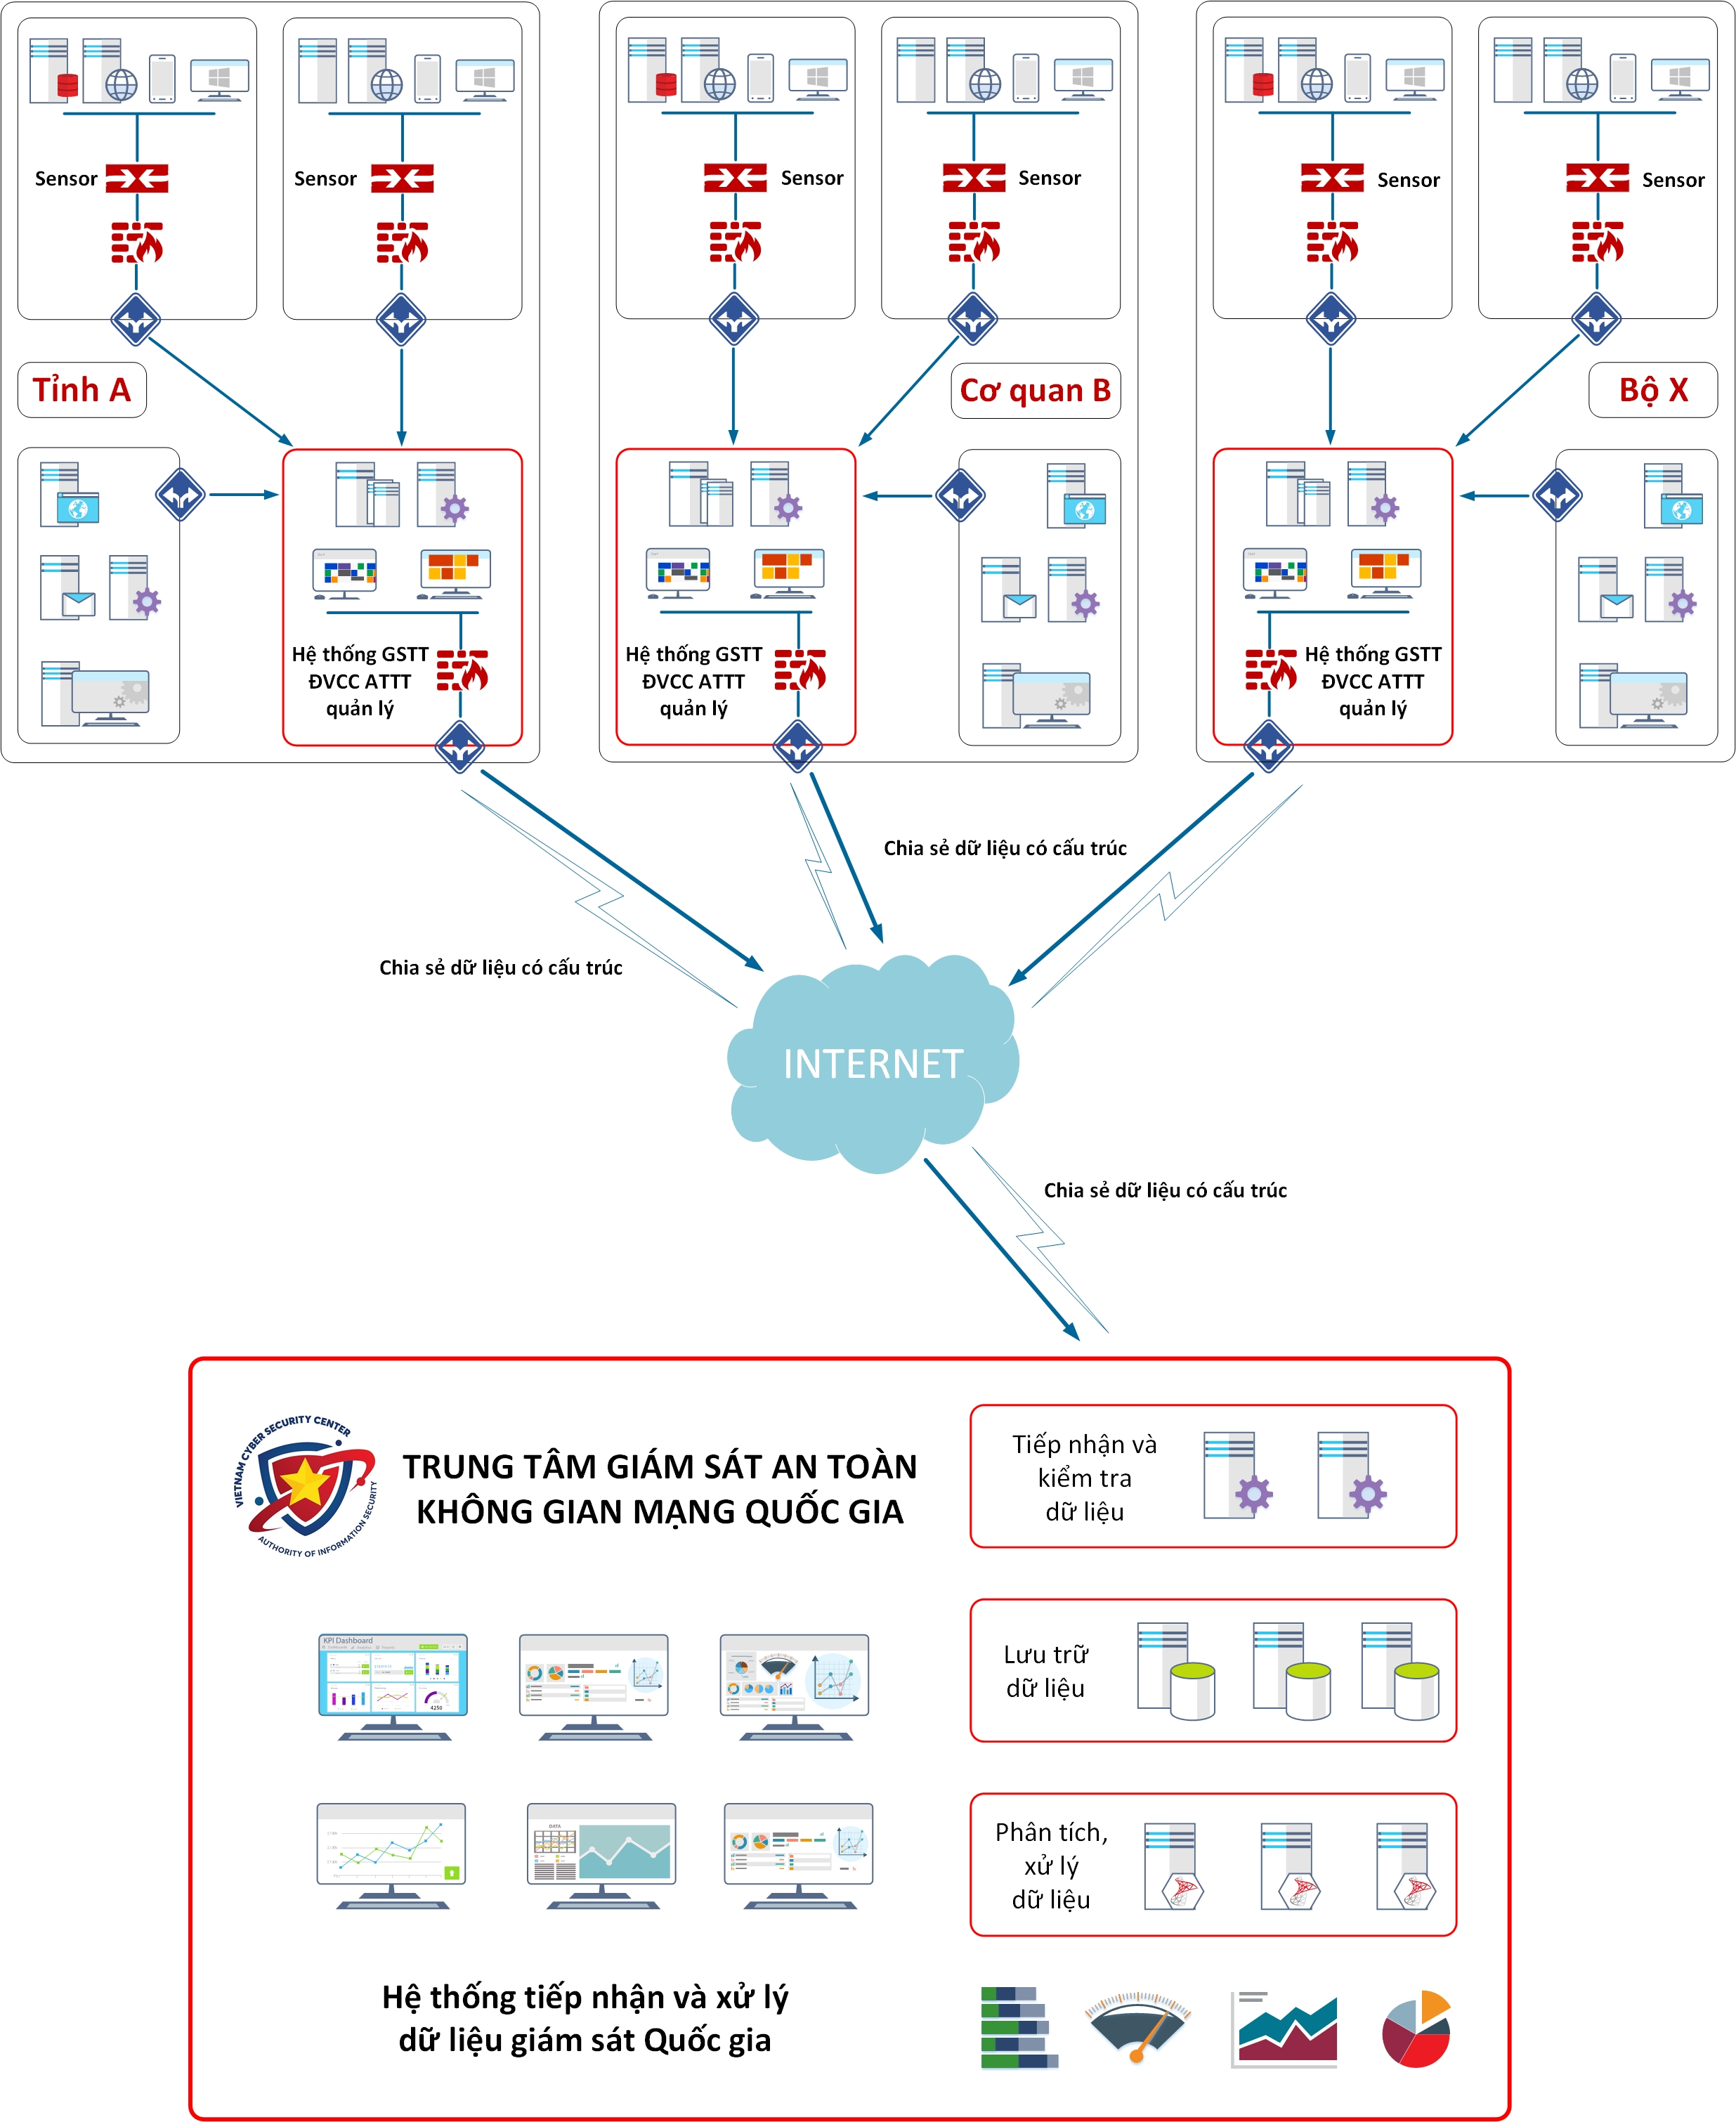 Sensor
Sensor
Sensor
Sensor
Sensor
Sensor
Tỉnh A
Cơ quan B
Bộ X
Hệ thống GSTT
ĐVCC ATTT
quản lý
Hệ thống GSTT
ĐVCC ATTT
quản lý
Hệ thống GSTT
ĐVCC ATTT
quản lý
Chia sẻ dữ liệu có cấu trúc
Chia sẻ dữ liệu có cấu trúc
INTERNET
Chia sẻ dữ liệu có cấu trúc
VIETNAM CYBER SECURITY CENTER
AUTHORITY OF INFORMATION SECURITY
TRUNG TÂM GIÁM SÁT AN TOÀN
KHÔNG GIAN MẠNG QUỐC GIA
Tiếp nhận và
kiểm tra
dữ liệu
Lưu trữ
dữ liệu
KPI Dashboard
4250
DATA
Phân tích,
xử lý
dữ liệu
Hệ thống tiếp nhận và xử lý
dữ liệu giám sát Quốc gia